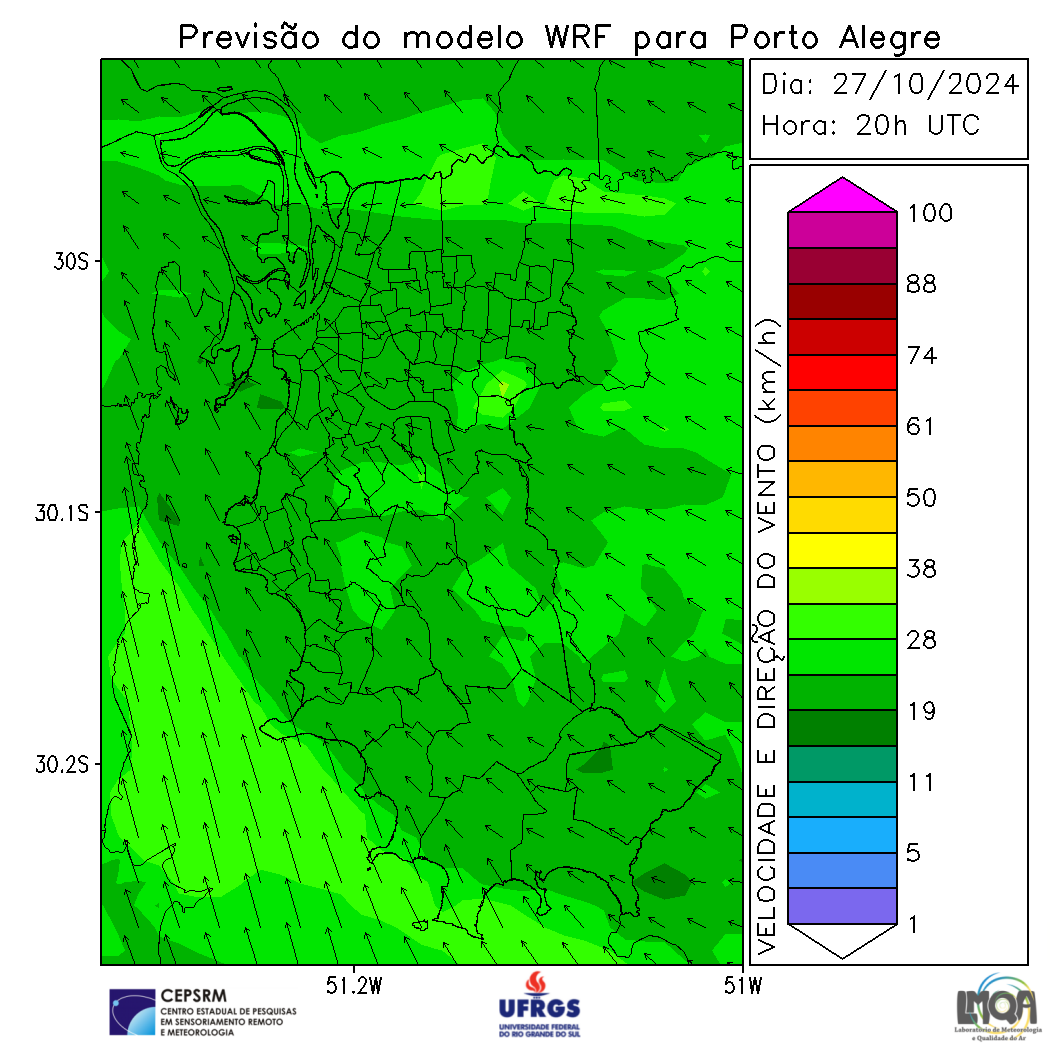 Previsão do modelo WRF para Porto Alegre
Dia: 27/10/2024
Hora: 20h UTC
30S
30.1S
30.2S
51.2W
51W
VELOCIDADE E DIREÇÃO DO VENTO (km/h)
100
88
74
61
50
38
28
19
11
5
1
CEPSRM
CENTRO ESTADUAL DE PESQUISAS
EM SENSORIAMENTO REMOTO
E METEOROLOGIA
UFRGS
UNIVERSIDADE FEDERAL
DO RIO GRANDE DO SUL
LMQA
Laboratório de Meteorologia
e Qualidade do Ar